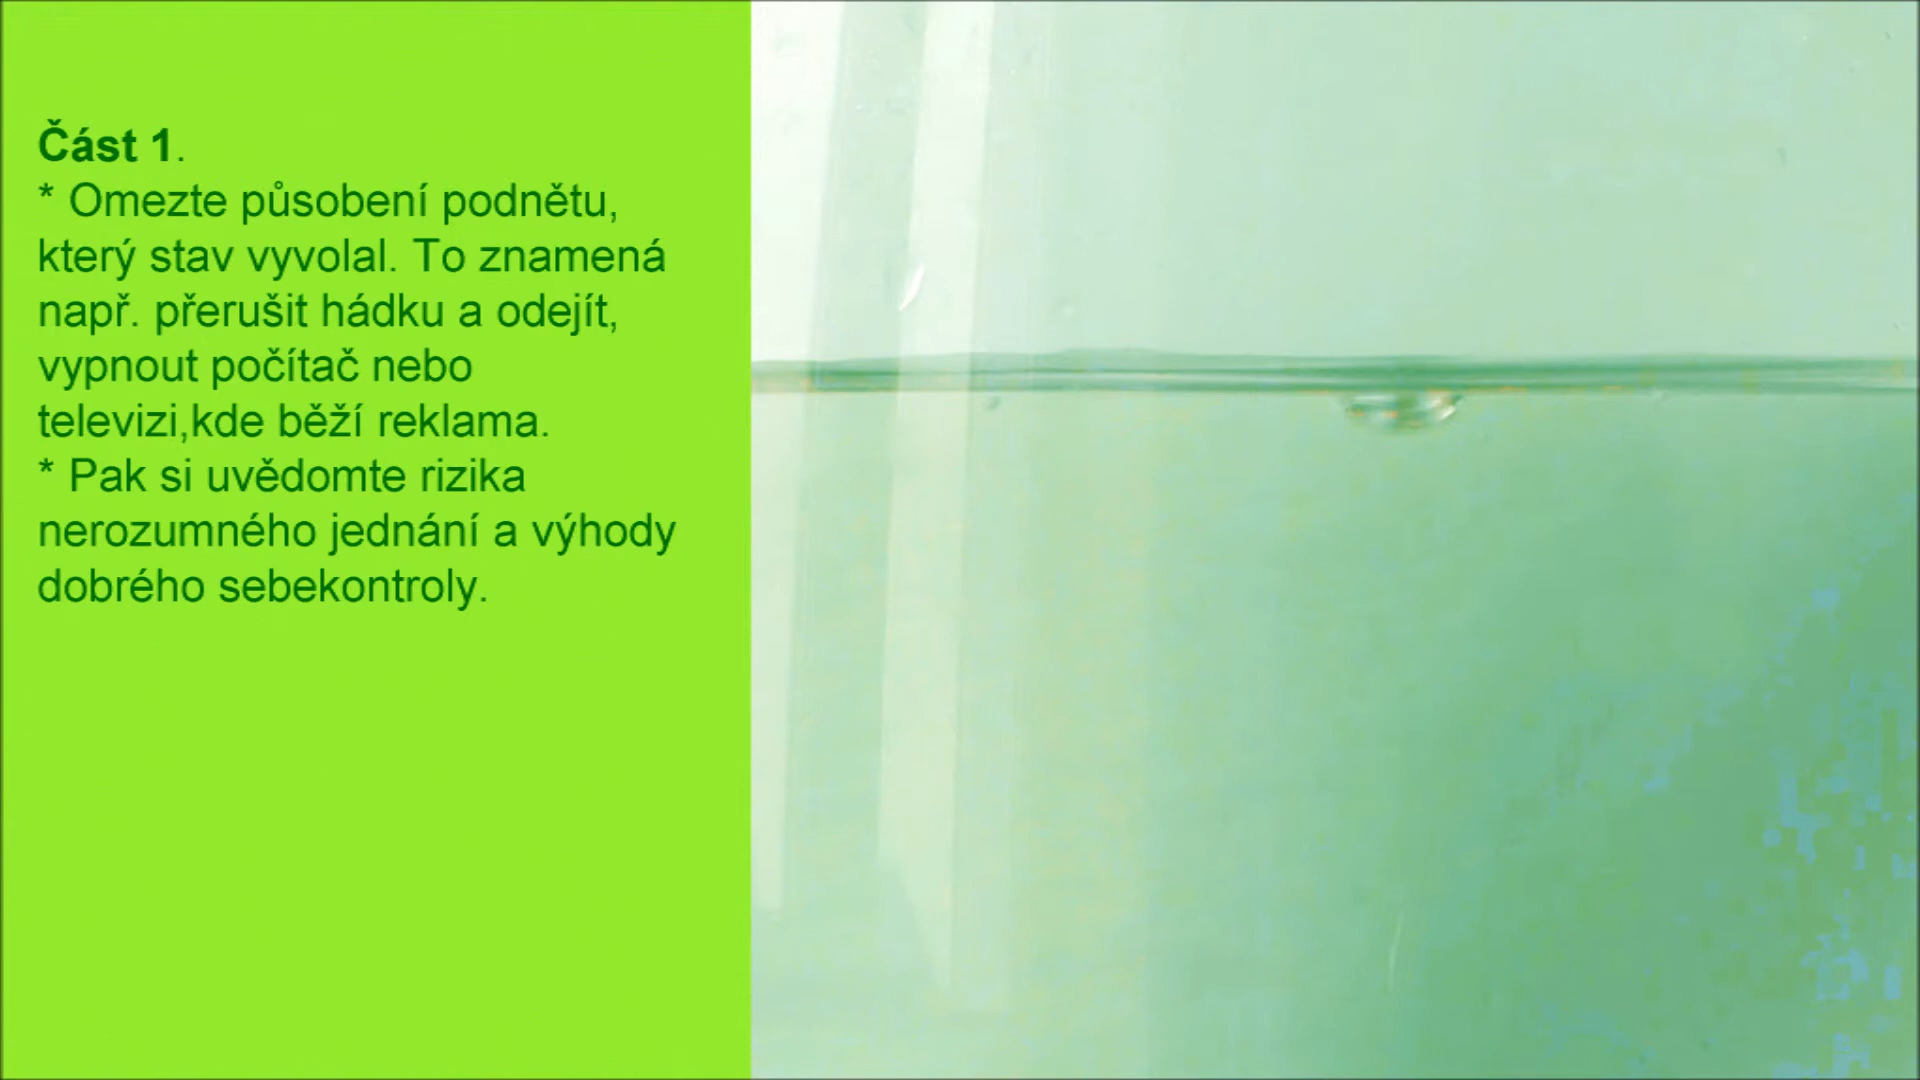 Část 1.
* Omezte působení podnětu,
který stav vyvolal. To znamená
např. přerušit hádku a odejít,
vypnout počítač nebo
televizi,kde běží reklama.
* Pak si uvědomte rizika
nerozumného jednání a výhody
dobrého sebekontroly.